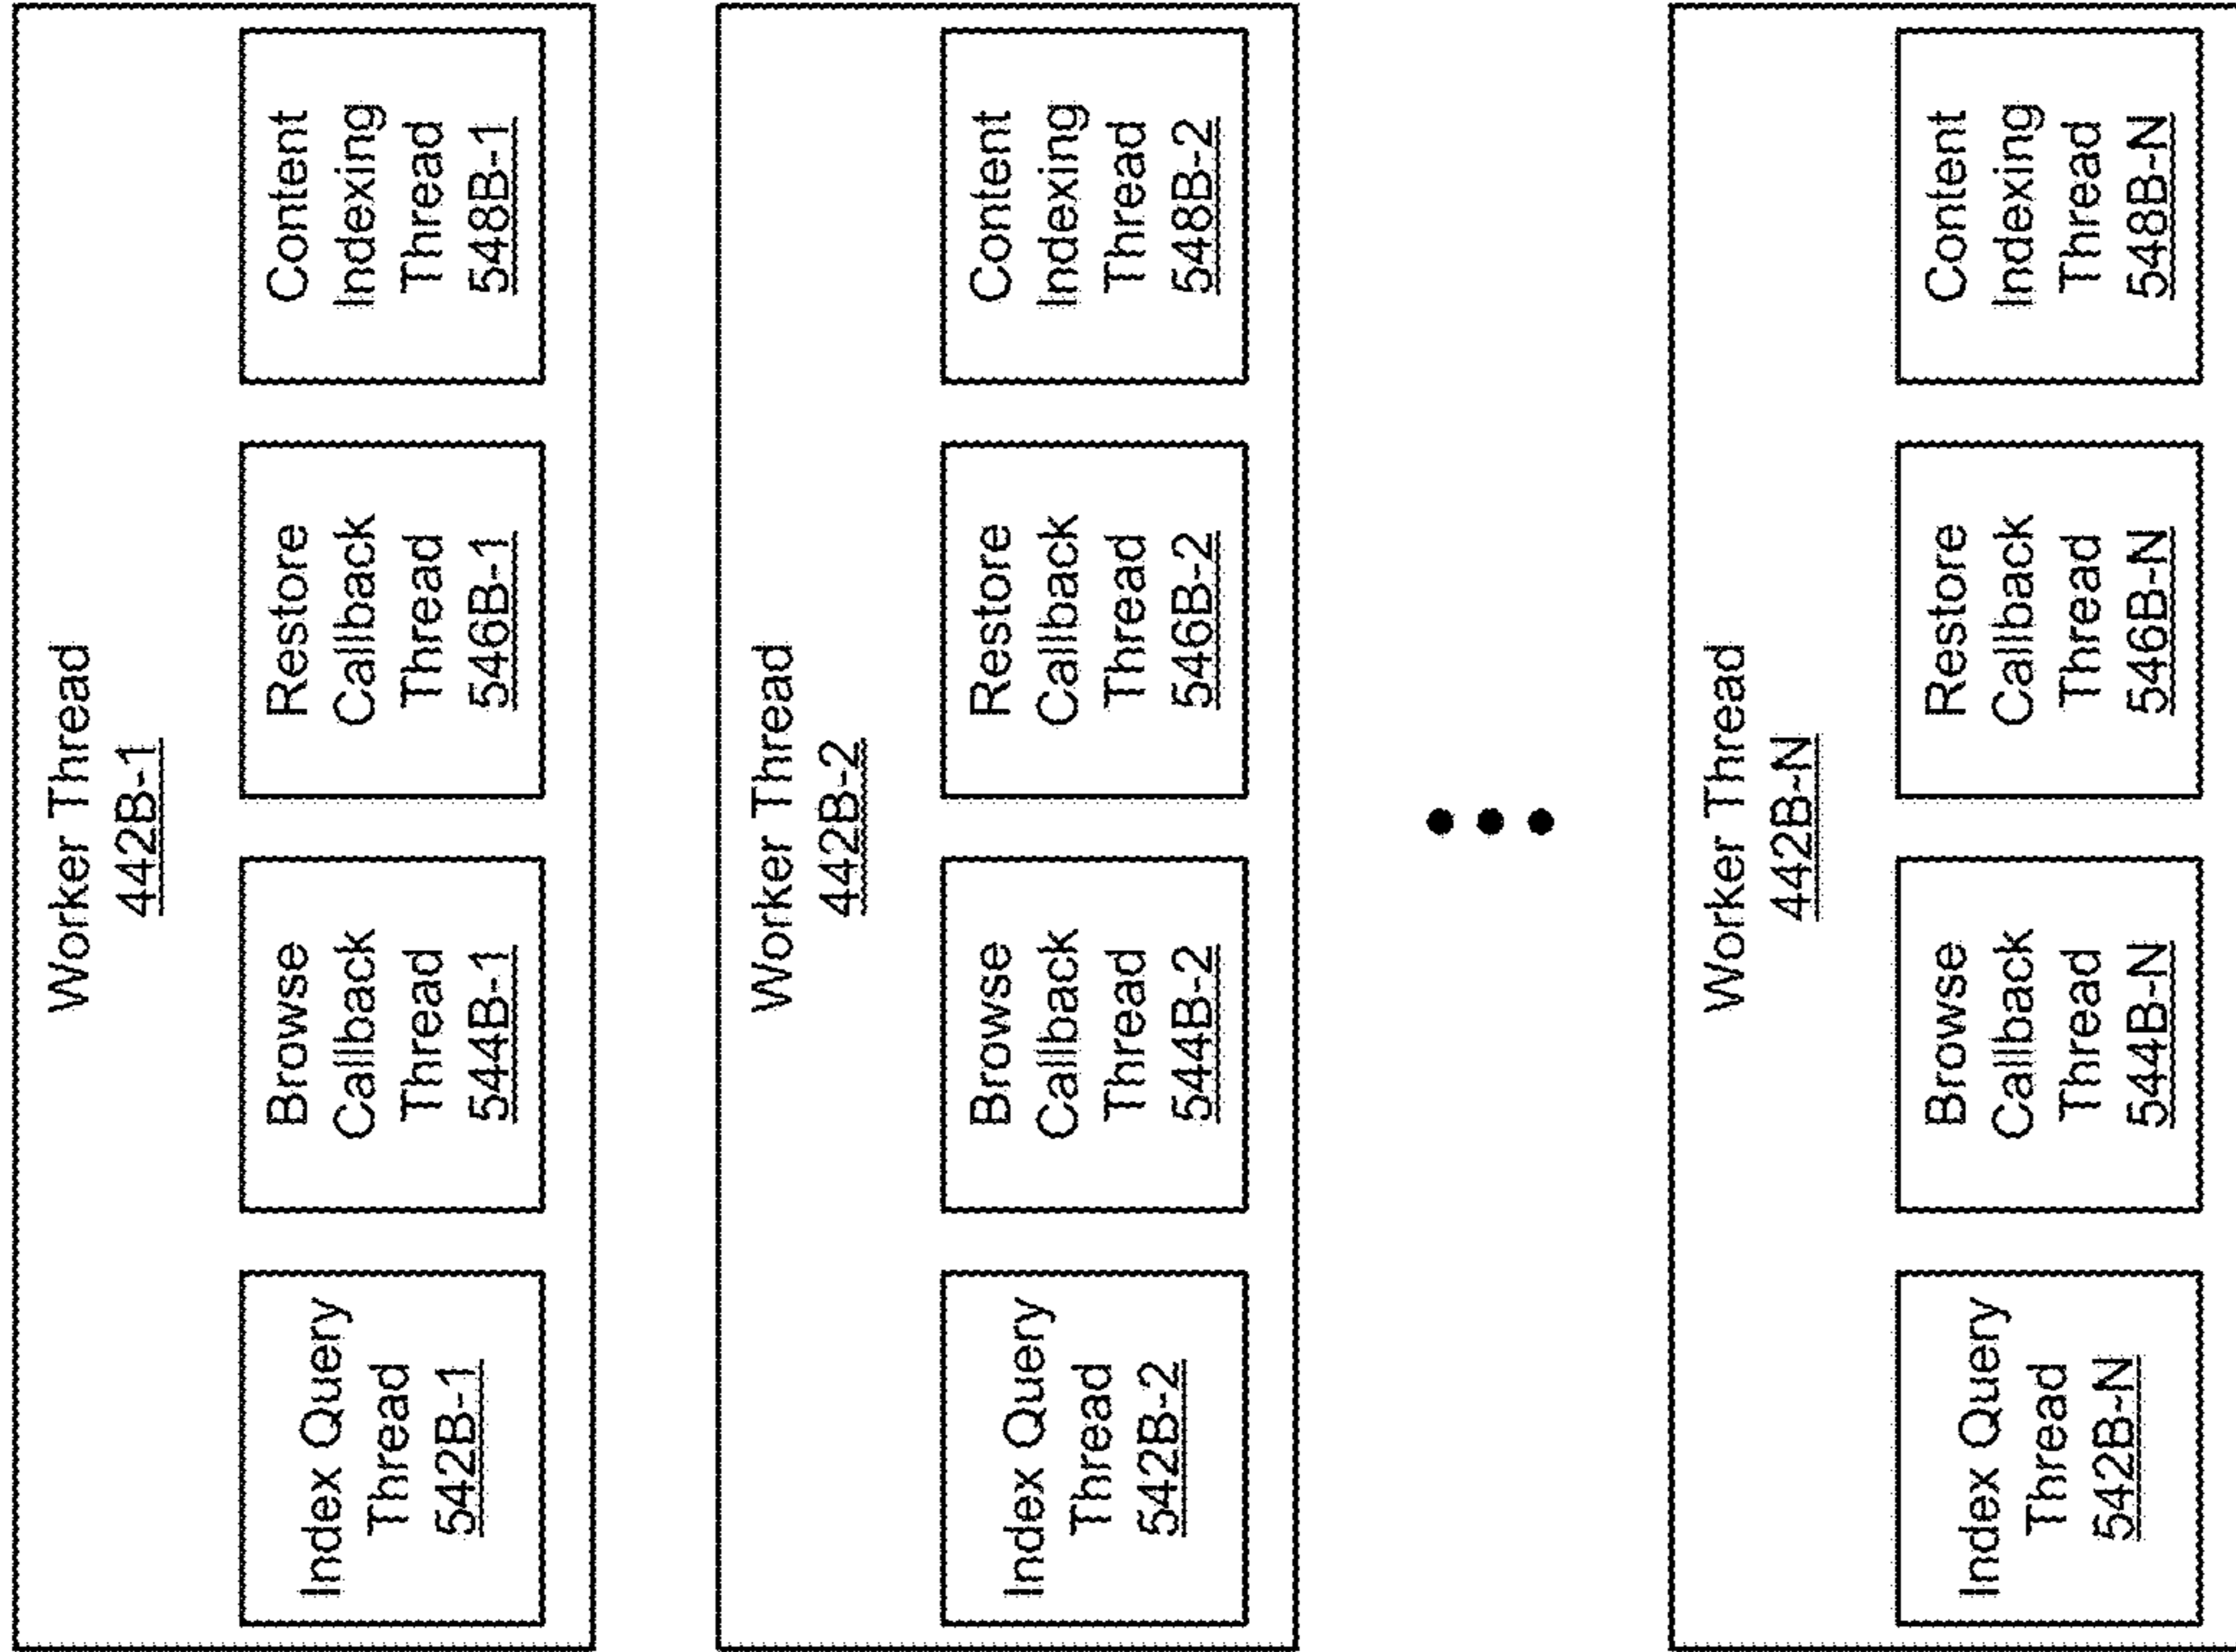 Worker Thread
442B-1
Index Query
Thread
542B-1
Browse
Callback
Thread
544B-1
Restore
Callback
Thread
546B-1
Content
Indexing
Thread
548B-1
Worker Thread
442B-2
Index Query
Thread
542B-2
Browse
Callback
Thread
544B-2
Restore
Callback
Thread
546B-2
Content
Indexing
Thread
548B-2
Worker Thread
442B-N
Index Query
Thread
542B-N
Browse
Callback
Thread
544B-N
Restore
Callback
Thread
546B-N
Content
Indexing
Thread
548B-N